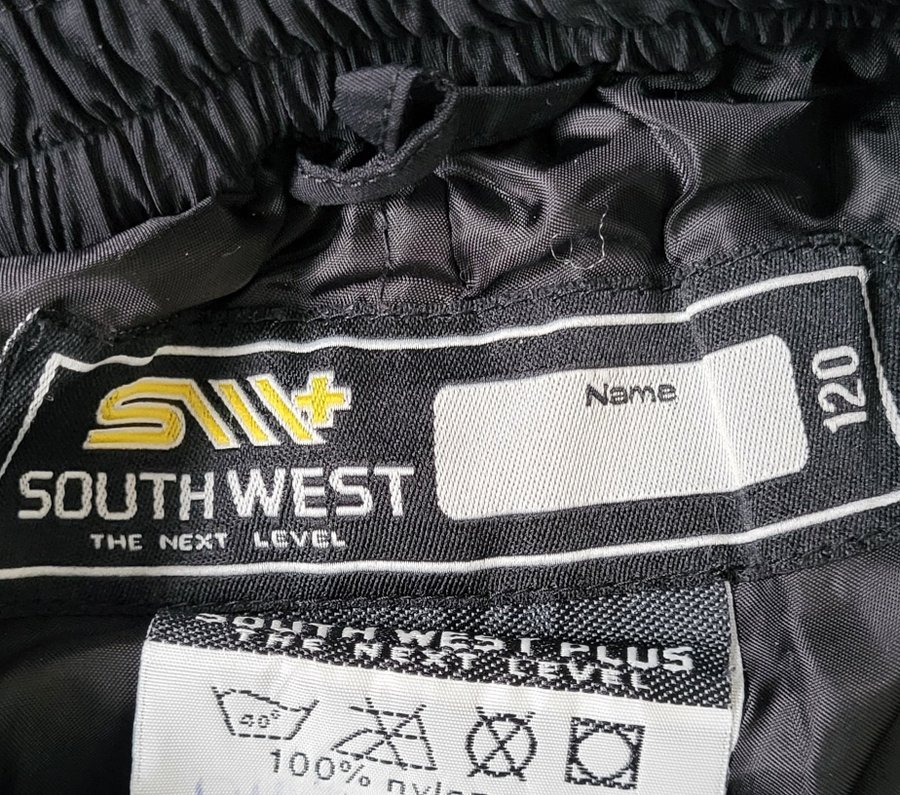 SW+
Name
120
SOUTH WEST
THE NEXT LEVEL
SOUTH WEST PLUS
THE NEXT LEVEL
40°
100% nylon